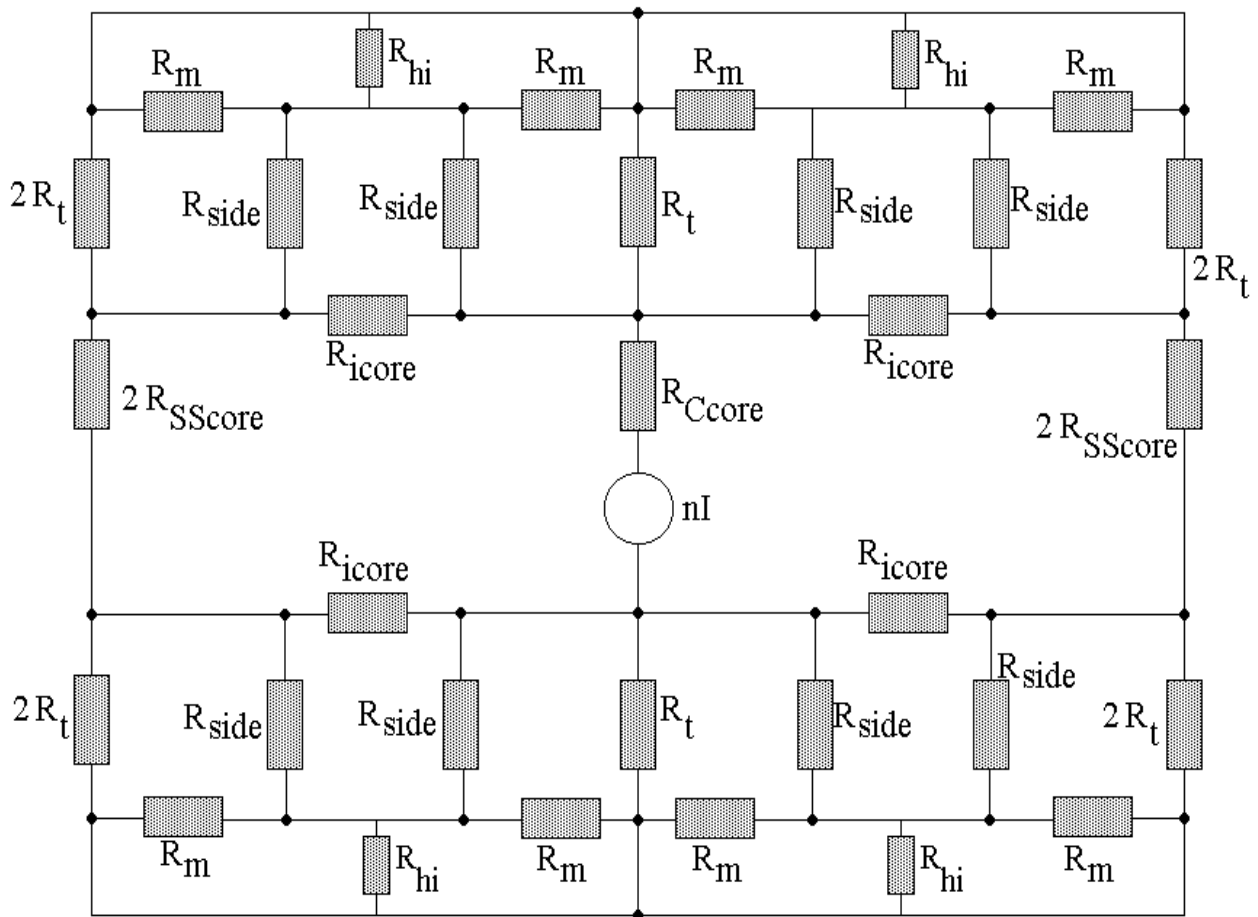 R_hi R_hi
R_m R_m R_m R_m
2 R_t R_side R_side R_t R_side R_side 2 R_t
R_icore R_icore
2 R_SScore R_Ccore 2 R_SScore
nI
R_icore R_icore
R_side
2 R_t R_side R_side R_t R_side 2 R_t
R_m R_hi R_m R_m R_hi R_m